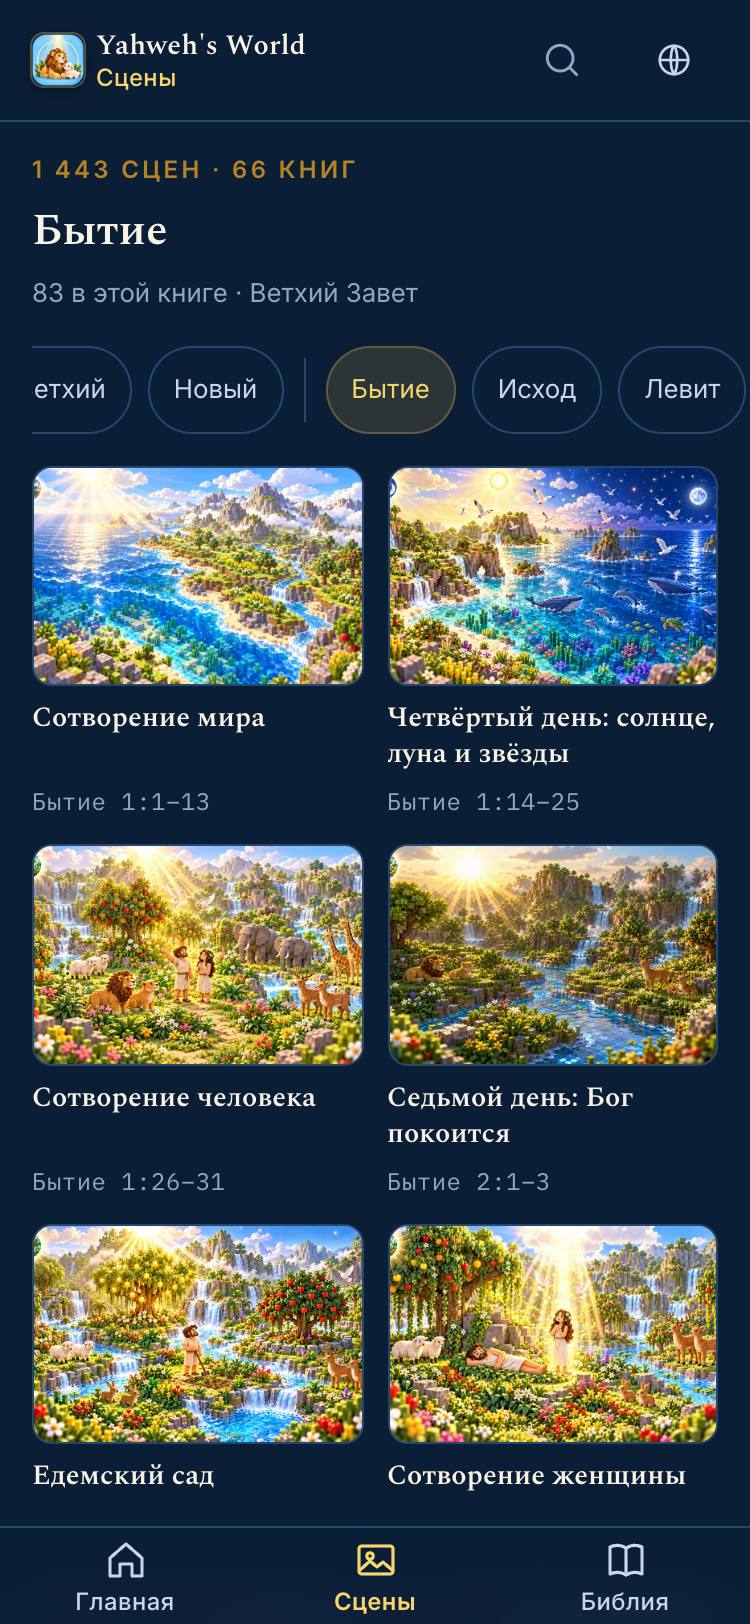 Yahweh's World
Сцены
1 443 СЦЕН · 66 КНИГ
Бытие
83 в этой книге · Ветхий Завет
етхий
Новый
Бытие
Исход
Левит
Сотворение мира
Бытие 1:1–13
Четвёртый день: солнце,
луна и звёзды
Бытие 1:14–25
Сотворение человека
Бытие 1:26–31
Седьмой день: Бог
покоится
Бытие 2:1–3
Едемский сад
Сотворение женщины
Главная
Сцены
Библия